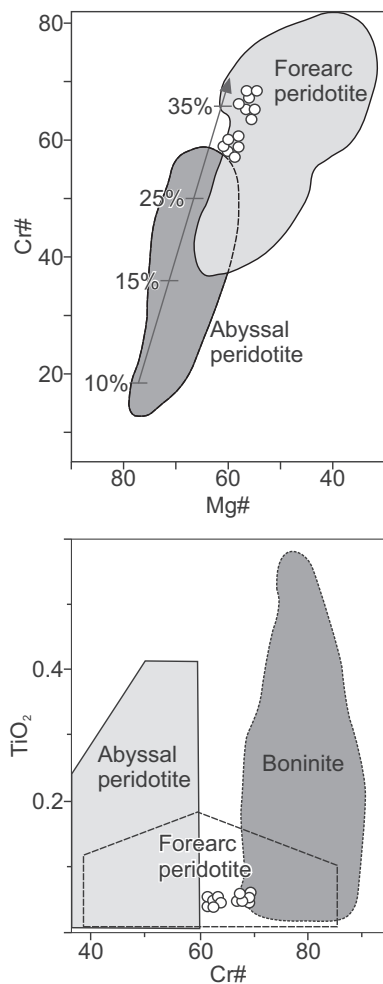 80
Forearc
peridotite
35%
60
Cr#
25%
40
15%
Abyssal
peridotite
20
10%
80
60
40
Mg#
0.4
TiO2
Abyssal
peridotite
Boninite
0.2
Forearc
peridotite
40
60
80
Cr#